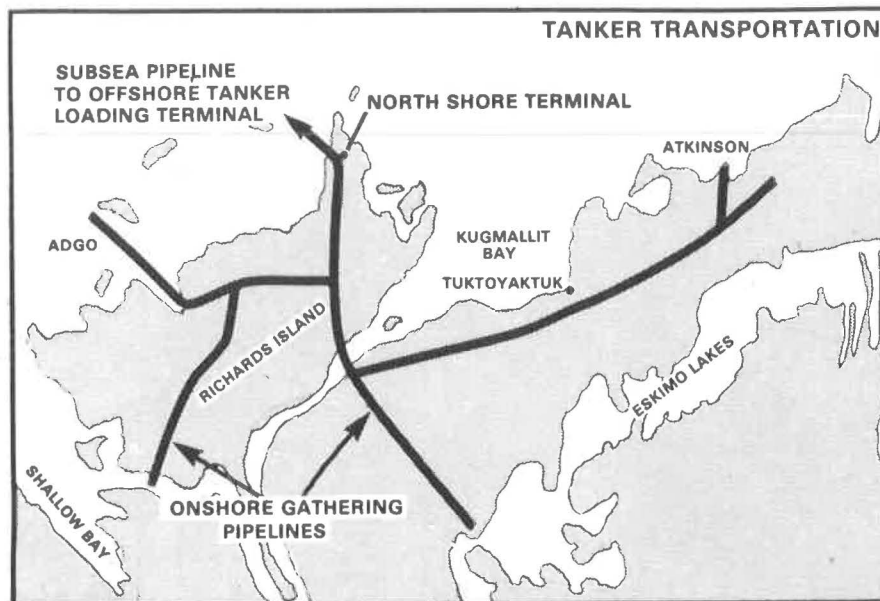 TANKER TRANSPORTATION
SUBSEA PIPELINE
TO OFFSHORE TANKER
LOADING TERMINAL
NORTH SHORE TERMINAL
ATKINSON
ADGO
KUGMALLIT
BAY
TUKTOYAKTUK
RICHARDS ISLAND
ESKIMO LAKES
SHALLOW BAY
ONSHORE GATHERING
PIPELINES